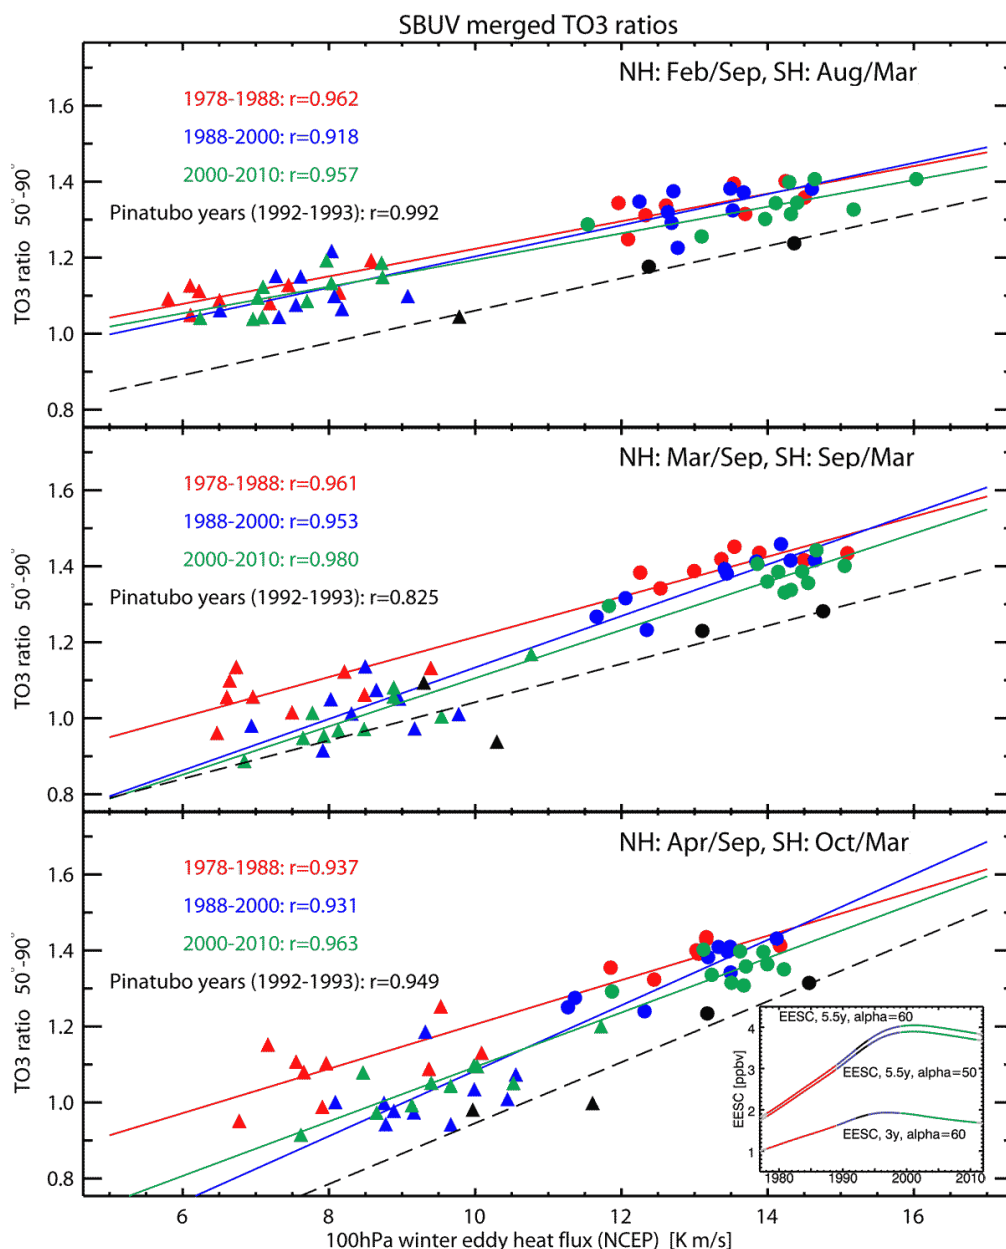 SBUV merged TO3 ratios
NH: Feb/Sep, SH: Aug/Mar
1978-1988: r=0.962
1988-2000: r=0.918
2000-2010: r=0.957
Pinatubo years (1992-1993): r=0.992
TO3 ratio 50°-90°
1.6
1.4
1.2
1.0
0.8
NH: Mar/Sep, SH: Sep/Mar
1978-1988: r=0.961
1988-2000: r=0.953
2000-2010: r=0.980
Pinatubo years (1992-1993): r=0.825
TO3 ratio 50°-90°
1.6
1.4
1.2
1.0
0.8
NH: Apr/Sep, SH: Oct/Mar
1978-1988: r=0.937
1988-2000: r=0.931
2000-2010: r=0.963
Pinatubo years (1992-1993): r=0.949
TO3 ratio 50°-90°
1.6
1.4
1.2
1.0
0.8
EESC, 5.5y, alpha=60
EESC, 5.5y, alpha=50
EESC, 3y, alpha=60
EESC [ppbv]
4
3
2
1
1980 1990 2000 2010
6 8 10 12 14 16
100hPa winter eddy heat flux (NCEP) [K m/s]